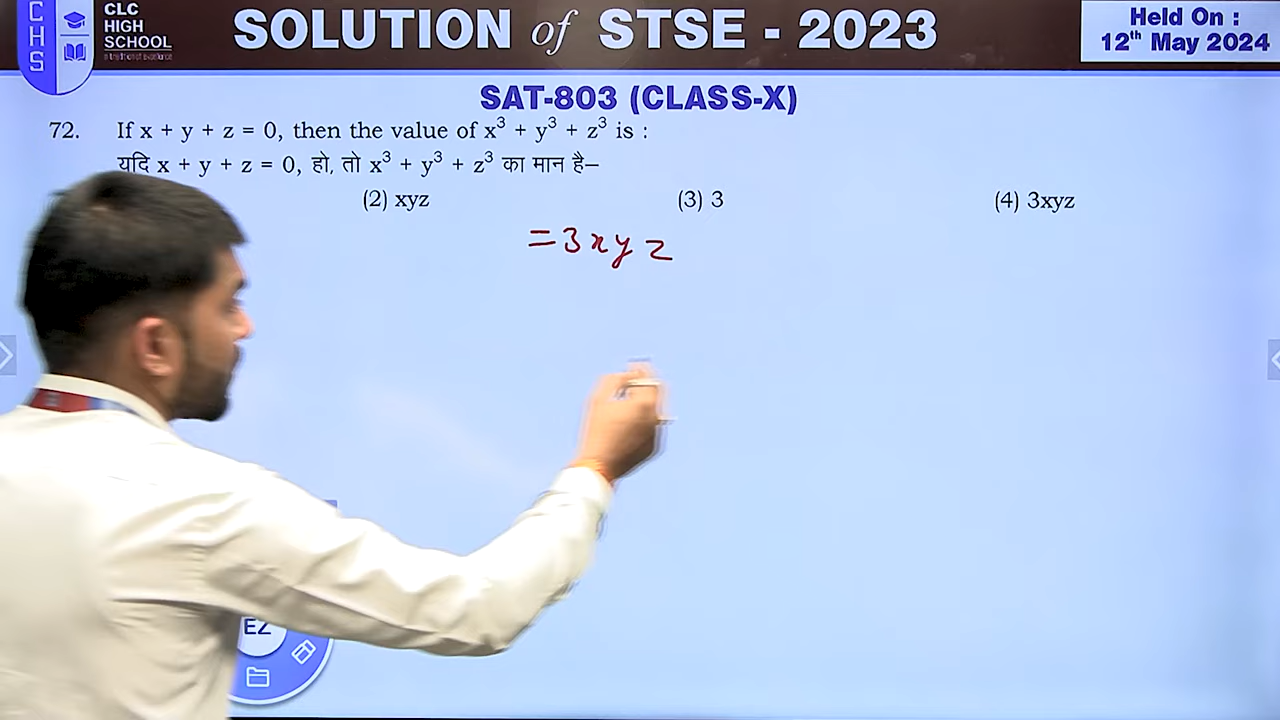 CHS
CLC
HIGH
SCHOOL
SOLUTION of STSE - 2023
Held On :
12th May 2024
SAT-803 (CLASS-X)
72. If x + y + z = 0, then the value of x³ + y³ + z³ is :
यदि x + y + z = 0, हो, तो x³ + y³ + z³ का मान है–
(2) xyz (3) 3 (4) 3xyz
=3xyz
EZ